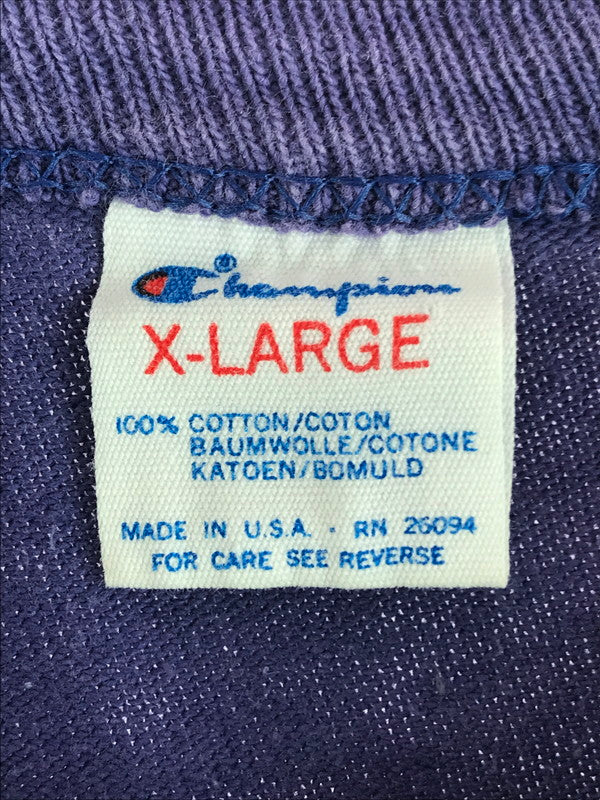 Champion®
X-LARGE
100% COTTON/COTON
BAUMWOLLE/COTONE
KATOEN/BOMULD
MADE IN U.S.A. - RN 26094
FOR CARE SEE REVERSE